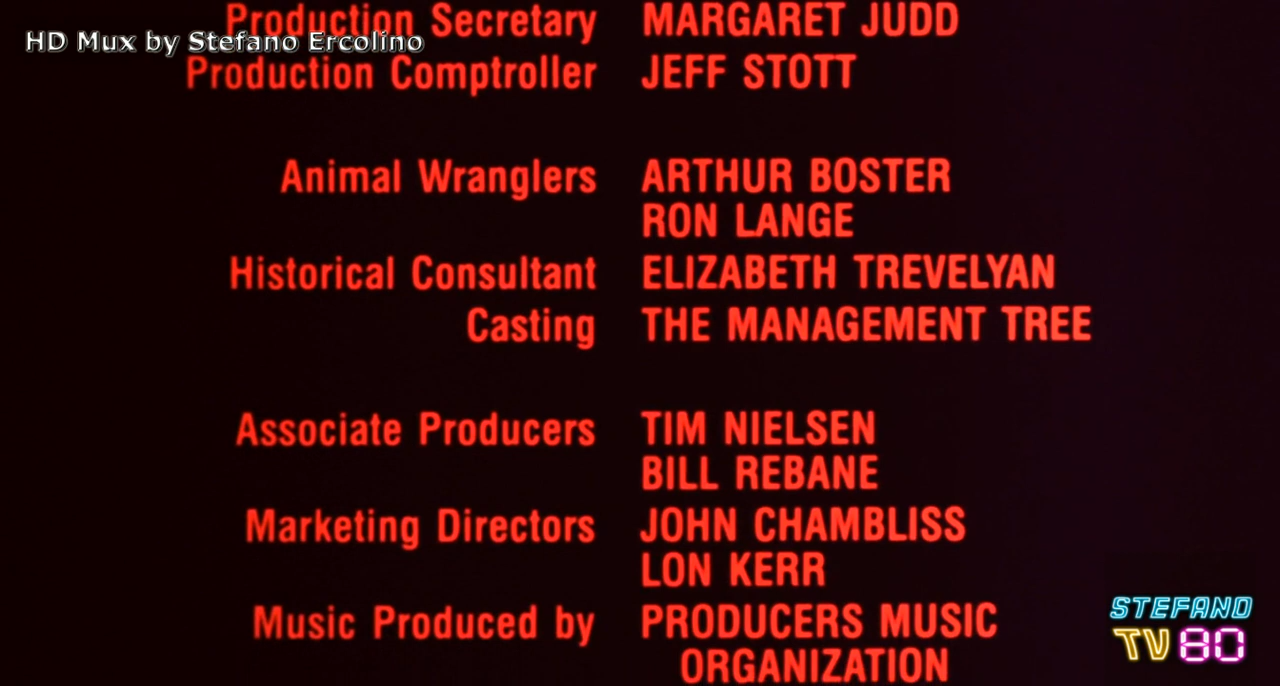 Production Secretary MARGARET JUDD
HD Mux by Stefano Ercolino
Production Comptroller JEFF STOTT
Animal Wranglers ARTHUR BOSTER
RON LANGE
Historical Consultant ELIZABETH TREVELYAN
Casting THE MANAGEMENT TREE
Associate Producers TIM NIELSEN
BILL REBANE
Marketing Directors JOHN CHAMBLISS
LON KERR
Music Produced by PRODUCERS MUSIC
ORGANIZATION
STEFANO
TV80